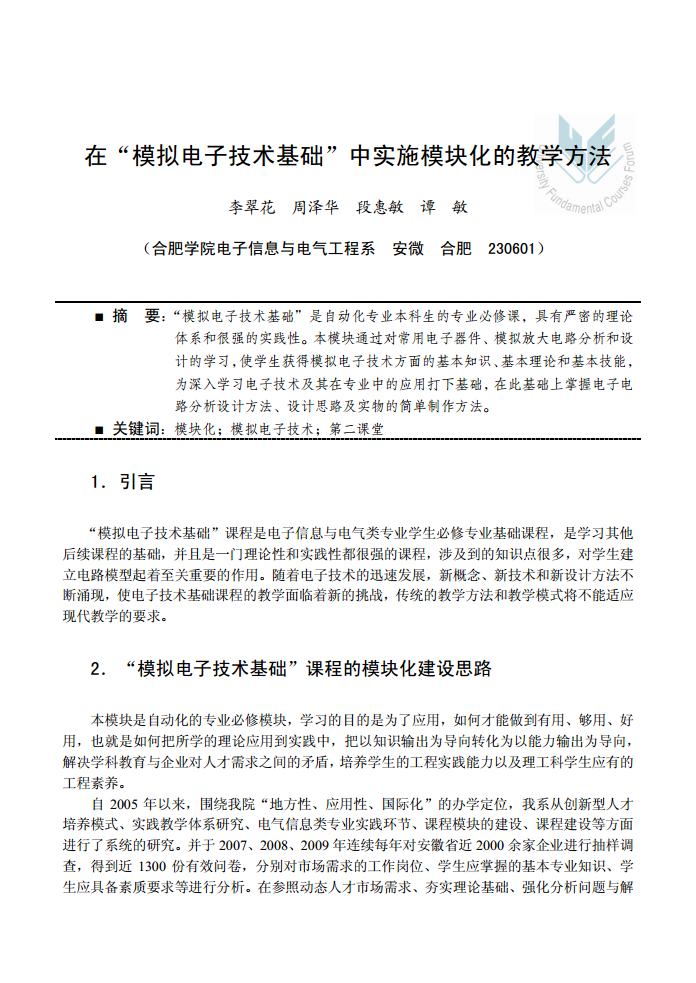 在“模拟电子技术基础”中实施模块化的教学方法
University Fundamental Courses Forum
李翠花 周泽华 段惠敏 谭 敏
（合肥学院电子信息与电气工程系 安微 合肥 230601）
■ 摘 要：“模拟电子技术基础”是自动化专业本科生的专业必修课，具有严密的理论
体系和很强的实践性。本模块通过对常用电子器件、模拟放大电路分析和设
计的学习，使学生获得模拟电子技术方面的基本知识、基本理论和基本技能，
为深入学习电子技术及其在专业中的应用打下基础，在此基础上掌握电子电
路分析设计方法、设计思路及实物的简单制作方法。
■ 关键词：模块化；模拟电子技术；第二课堂
1．引言
“模拟电子技术基础”课程是电子信息与电气类专业学生必修专业基础课程，是学习其他
后续课程的基础，并且是一门理论性和实践性都很强的课程，涉及到的知识点很多，对学生建
立电路模型起着至关重要的作用。随着电子技术的迅速发展，新概念、新技术和新设计方法不
断涌现，使电子技术基础课程的教学面临着新的挑战，传统的教学方法和教学模式将不能适应
现代教学的要求。
2．“模拟电子技术基础”课程的模块化建设思路
本模块是自动化的专业必修模块，学习的目的是为了应用，如何才能做到有用、够用、好
用，也就是如何把所学的理论应用到实践中，把以知识输出为导向转化为以能力输出为导向，
解决学科教育与企业对人才需求之间的矛盾，培养学生的工程实践能力以及理工科学生应有的
工程素养。
自 2005 年以来，围绕我院“地方性、应用性、国际化”的办学定位，我系从创新型人才
培养模式、实践教学体系研究、电气信息类专业实践环节、课程模块的建设、课程建设等方面
进行了系统的研究。并于 2007、2008、2009 年连续每年对安徽省近 2000 余家企业进行抽样调
查，得到近 1300 份有效问卷，分别对市场需求的工作岗位、学生应掌握的基本专业知识、学
生应具备素质要求等进行分析。在参照动态人才市场需求、夯实理论基础、强化分析问题与解